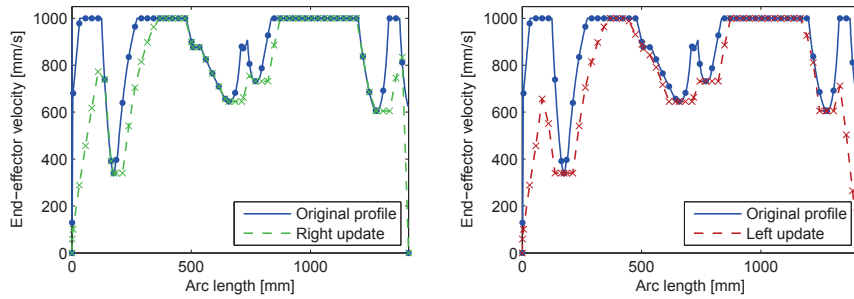 1000
800
600
400
200
0
End-effector velocity [mm/s]
Original profile
Right update
0
500
1000
Arc length [mm]
1000
800
600
400
200
0
End-effector velocity [mm/s]
Original profile
Left update
0
500
1000
Arc length [mm]